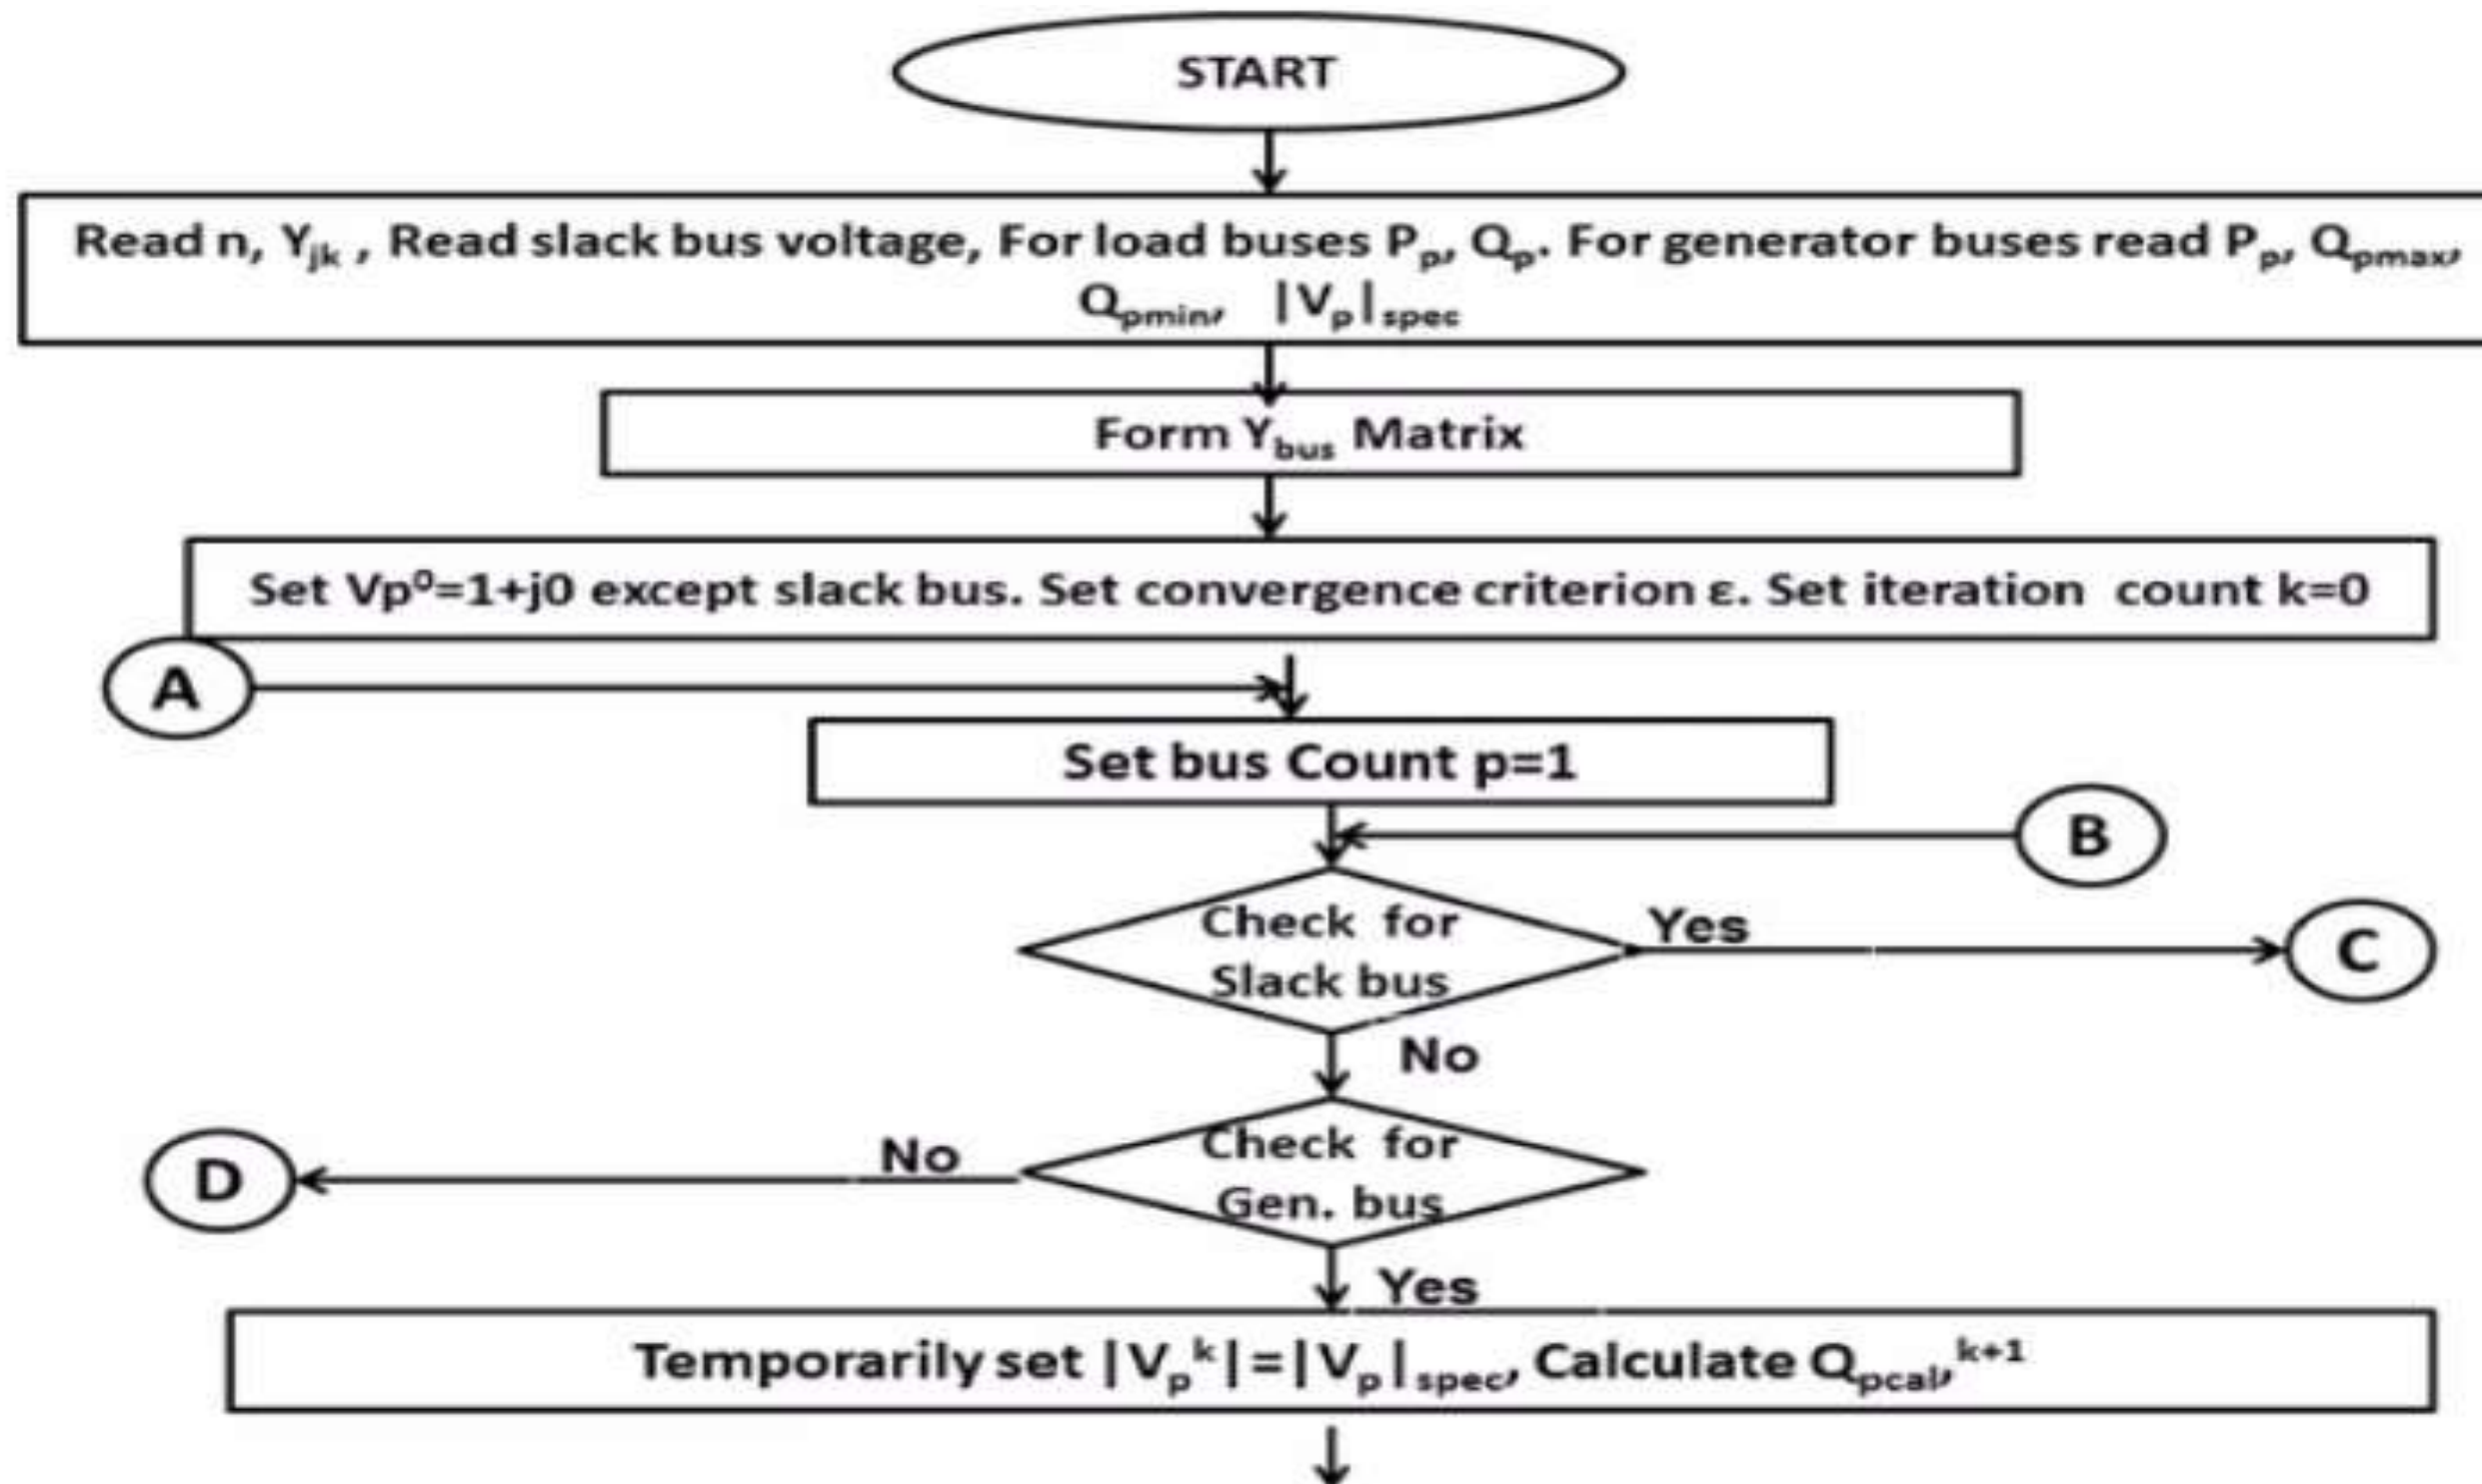 START
Read n, Yjk , Read slack bus voltage, For load buses Pp, Qp. For generator buses read Pp, Qpmax,
Qpmin, |Vp|spec
Form Ybus Matrix
Set Vp⁰=1+j0 except slack bus. Set convergence criterion ε. Set iteration count k=0
A
Set bus Count p=1
B
Check for
Slack bus
Yes
C
No
Check for
Gen. bus
No
D
Yes
Temporarily set |Vpᵏ|=|Vp|spec, Calculate Qpcal,ᵏ⁺¹